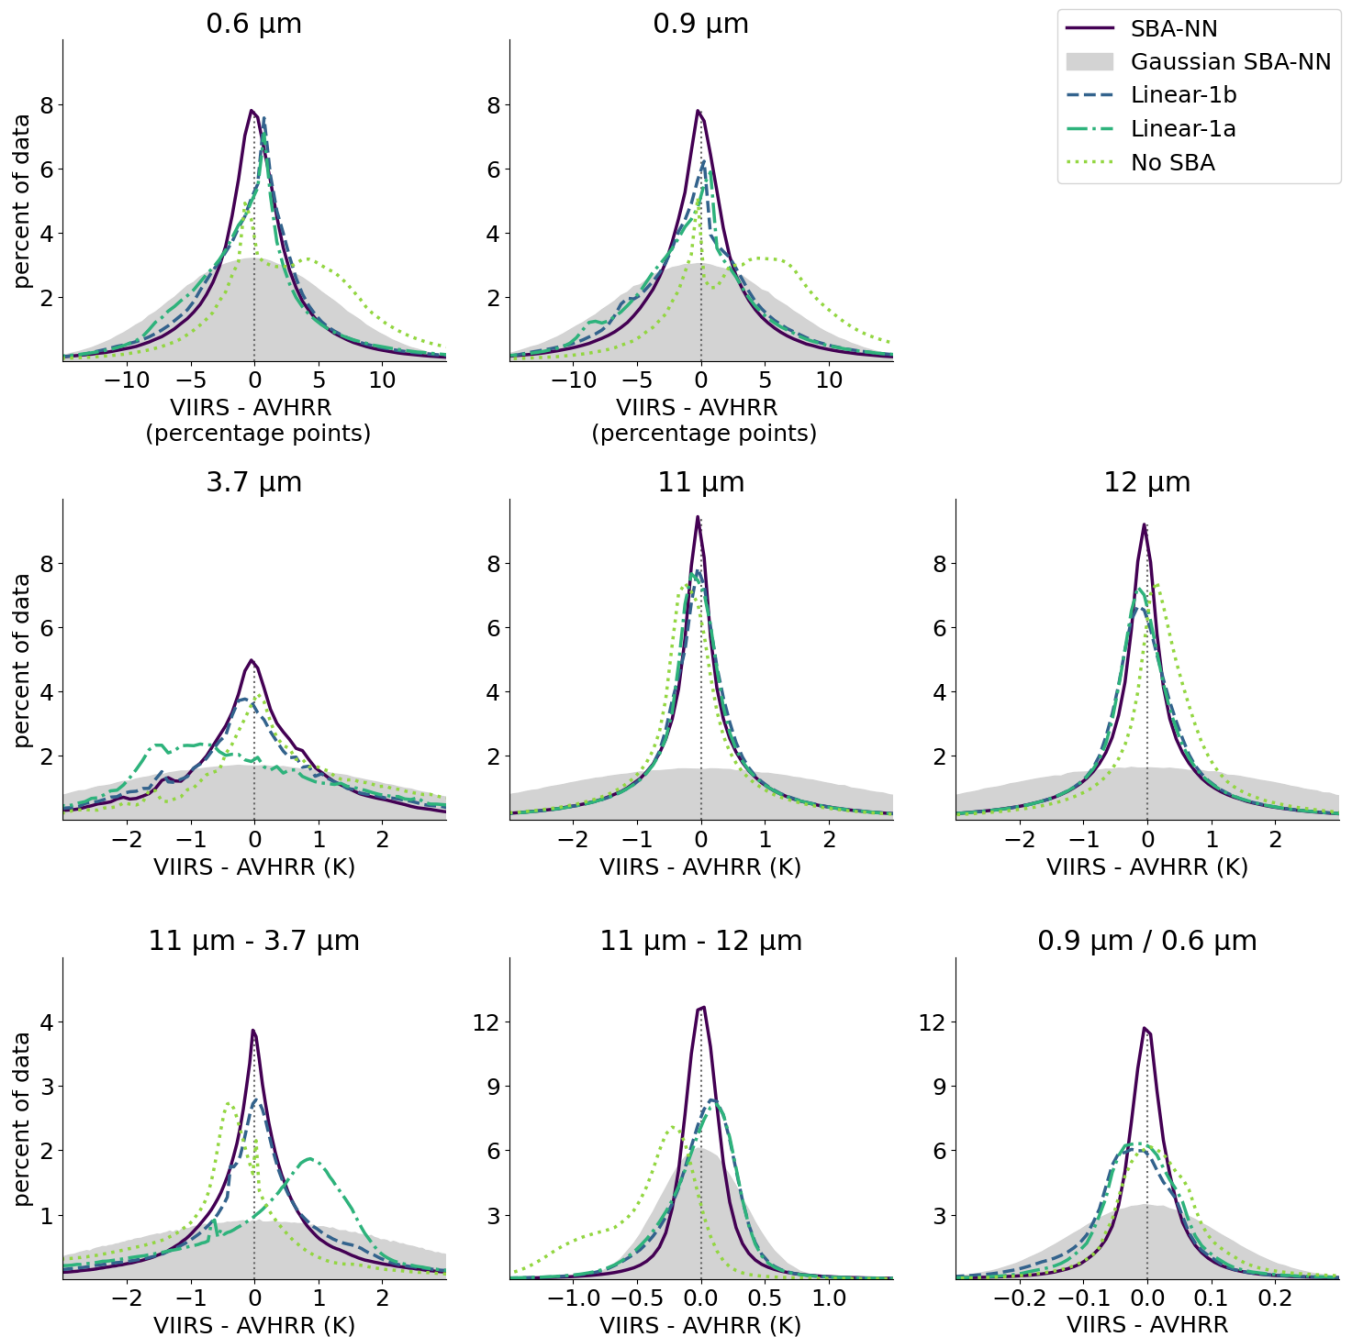 0.6 µm
0.9 µm
SBA-NN
Gaussian SBA-NN
Linear-1b
Linear-1a
No SBA
percent of data
8
6
4
2
−10 −5 0 5 10
VIIRS - AVHRR
(percentage points)
8
6
4
2
−10 −5 0 5 10
VIIRS - AVHRR
(percentage points)
3.7 µm
11 µm
12 µm
percent of data
8
6
4
2
−2 −1 0 1 2
VIIRS - AVHRR (K)
8
6
4
2
−2 −1 0 1 2
VIIRS - AVHRR (K)
8
6
4
2
−2 −1 0 1 2
VIIRS - AVHRR (K)
11 µm - 3.7 µm
11 µm - 12 µm
0.9 µm / 0.6 µm
percent of data
4
3
2
1
−2 −1 0 1 2
VIIRS - AVHRR (K)
12
9
6
3
−1.0 −0.5 0.0 0.5 1.0
VIIRS - AVHRR (K)
12
9
6
3
−0.2 −0.1 0.0 0.1 0.2
VIIRS - AVHRR